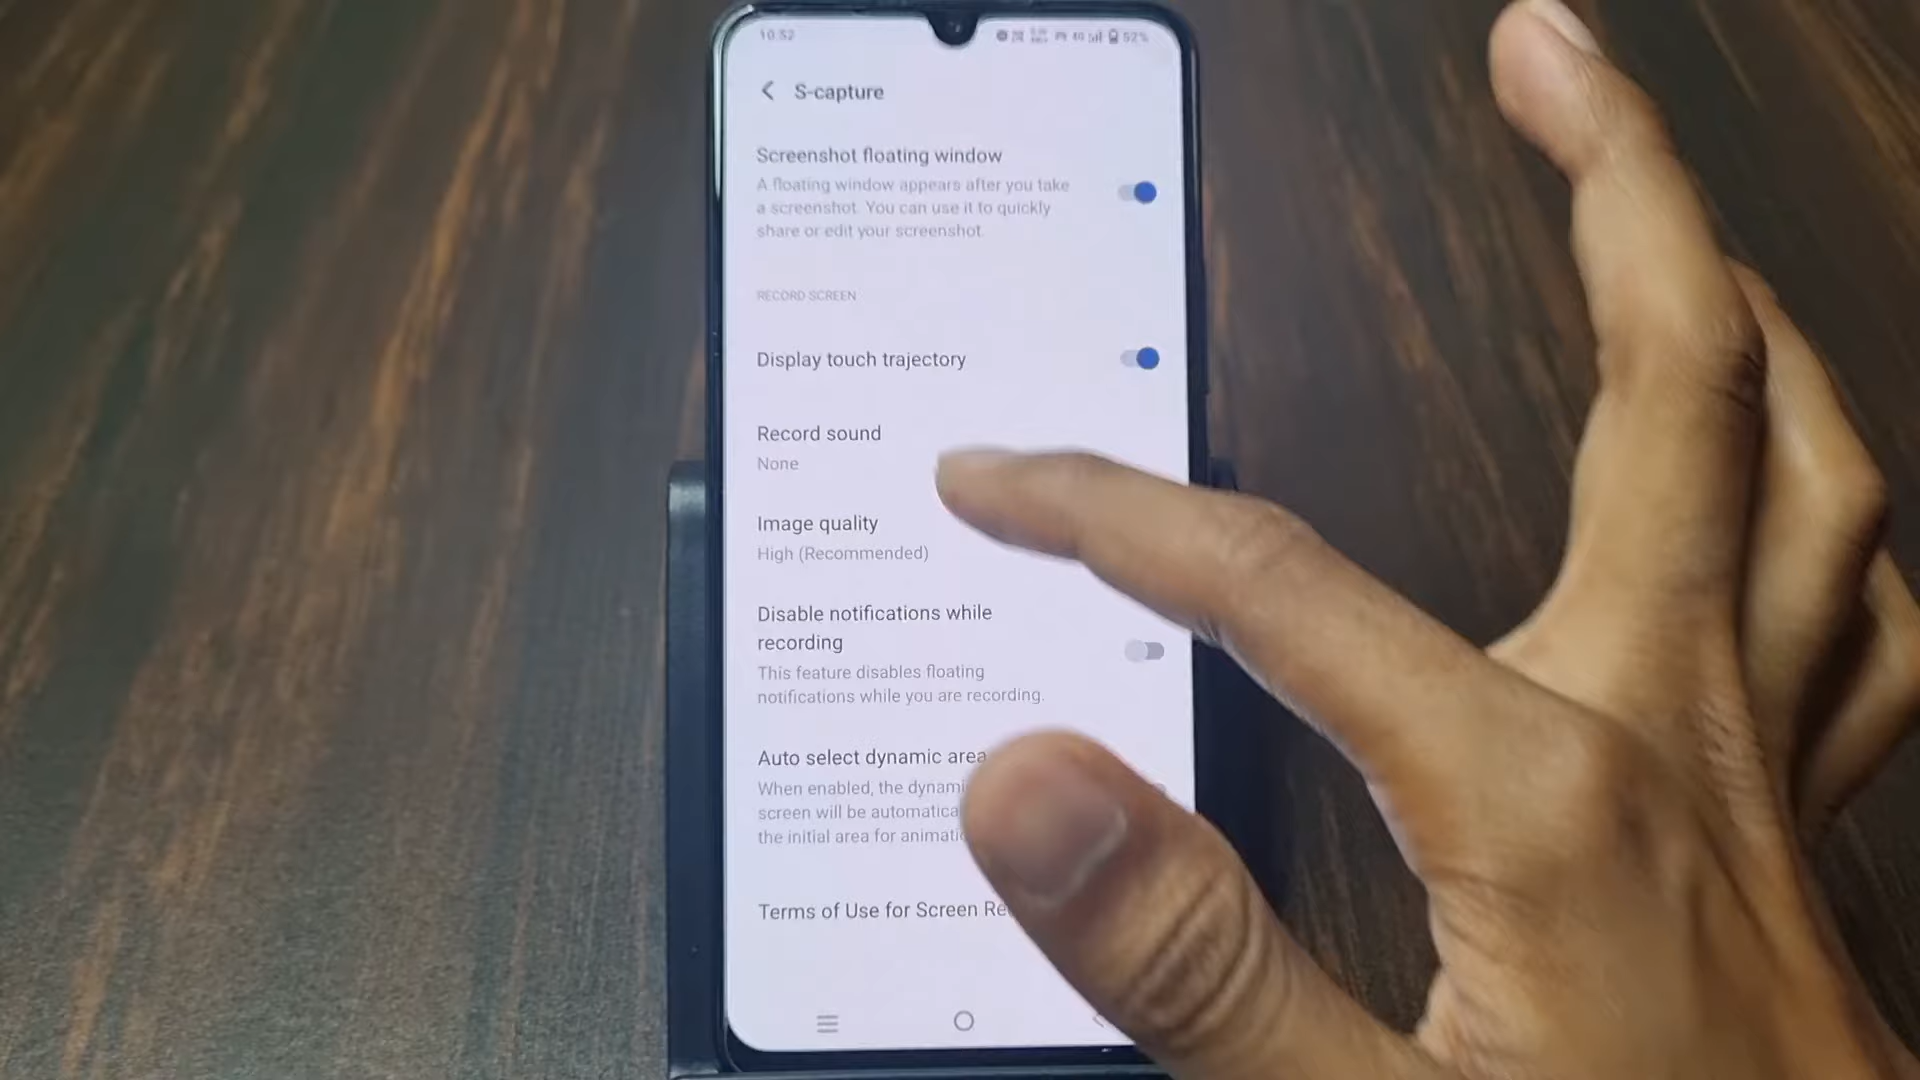 10:52
52%
S-capture
Screenshot floating window
A floating window appears after you take
a screenshot. You can use it to quickly
share or edit your screenshot.
RECORD SCREEN
Display touch trajectory
Record sound
None
Image quality
High (Recommended)
Disable notifications while
recording
This feature disables floating
notifications while you are recording.
Auto select dynamic area
When enabled, the dynami
screen will be automatica
the initial area for animati
Terms of Use for Screen Re